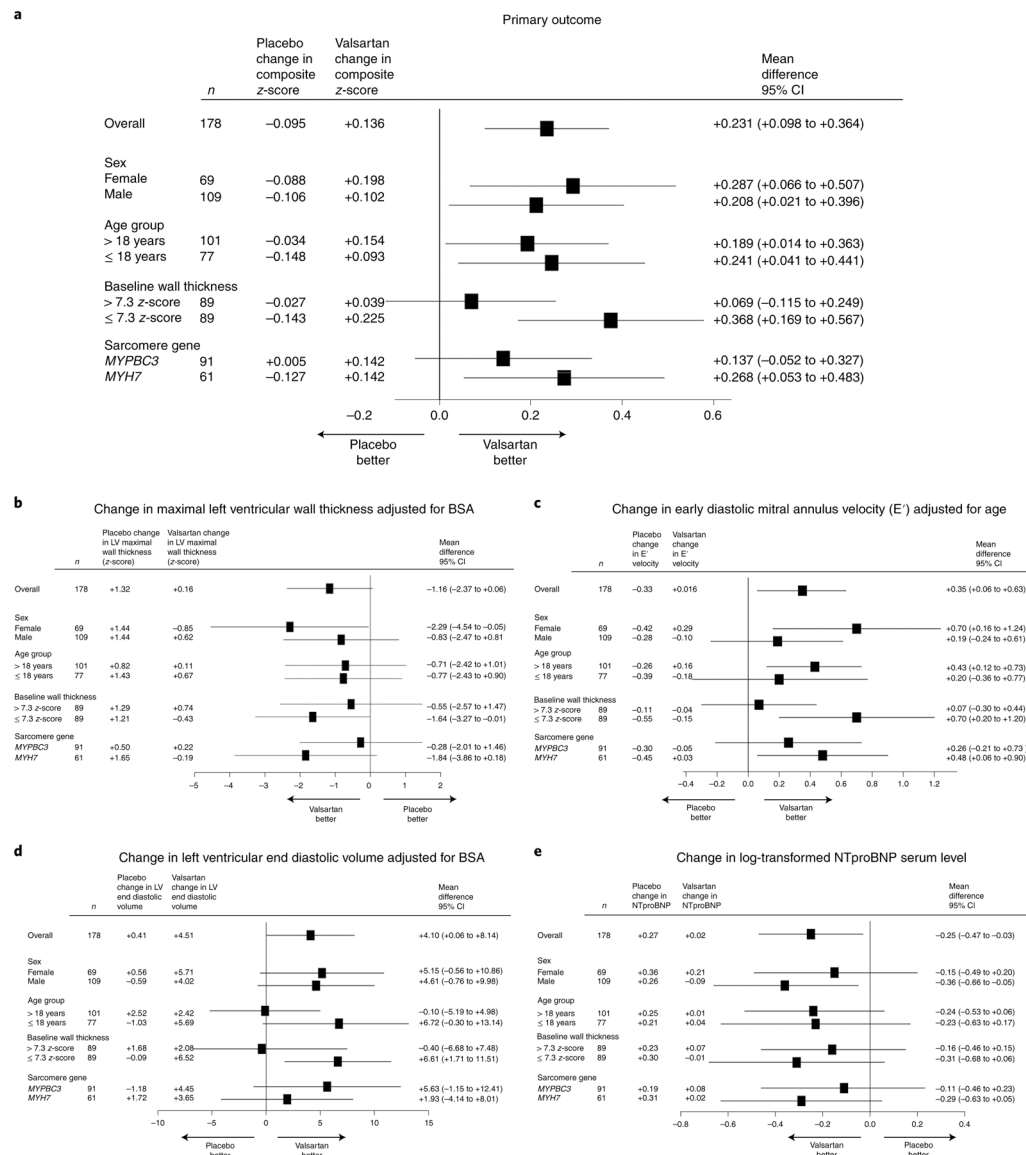 a
Primary outcome
Placebo Valsartan
change in change in Mean
composite composite difference
n z-score z-score 95% CI
Overall 178 –0.095 +0.136 +0.231 (+0.098 to +0.364)
Sex
Female 69 –0.088 +0.198 +0.287 (+0.066 to +0.507)
Male 109 –0.106 +0.102 +0.208 (+0.021 to +0.396)
Age group
> 18 years 101 –0.034 +0.154 +0.189 (+0.014 to +0.363)
≤ 18 years 77 –0.148 +0.093 +0.241 (+0.041 to +0.441)
Baseline wall thickness
> 7.3 z-score 89 –0.027 +0.039 +0.069 (–0.115 to +0.249)
≤ 7.3 z-score 89 –0.143 +0.225 +0.368 (+0.169 to +0.567)
Sarcomere gene
MYPBC3 91 +0.005 +0.142 +0.137 (–0.052 to +0.327)
MYH7 61 –0.127 +0.142 +0.268 (+0.053 to +0.483)
–0.2 0.0 0.2 0.4 0.6
Placebo Valsartan
better better
b
Change in maximal left ventricular wall thickness adjusted for BSA
Placebo change Valsartan change
in LV maximal in LV maximal Mean
wall thickness wall thickness difference
n (z-score) (z-score) 95% CI
Overall 178 +1.32 +0.16 –1.16 (–2.37 to +0.06)
Sex
Female 69 +1.44 –0.85 –2.29 (–4.54 to –0.05)
Male 109 +1.44 +0.62 –0.83 (–2.47 to +0.81
Age group
> 18 years 101 +0.82 +0.11 –0.71 (–2.42 to +1.01)
≤ 18 years 77 +1.43 +0.67 –0.77 (–2.43 to +0.90)
Baseline wall thickness
> 7.3 z-score 89 +1.29 +0.74 –0.55 (–2.57 to +1.47)
≤ 7.3 z-score 89 +1.21 –0.43 –1.64 (–3.27 to –0.01)
Sarcomere gene
MYPBC3 91 +0.50 +0.22 –0.28 (–2.01 to +1.46)
MYH7 61 +1.65 –0.19 –1.84 (–3.86 to +0.18)
–5 –4 –3 –2 –1 0 1 2
Valsartan Placebo
better better
c
Change in early diastolic mitral annulus velocity (E′) adjusted for age
Placebo Valsartan
change change Mean
in E′ in E′ difference
n velocity velocity 95% CI
Overall 178 –0.33 +0.016 +0.35 (+0.06 to +0.63)
Sex
Female 69 –0.42 +0.29 +0.70 (+0.16 to +1.24)
Male 109 –0.28 –0.10 +0.19 (–0.24 to +0.61)
Age group
> 18 years 101 –0.26 +0.16 +0.43 (+0.12 to +0.73)
≤ 18 years 77 –0.39 –0.18 +0.20 (–0.36 to +0.77)
Baseline wall thickness
> 7.3 z-score 89 –0.11 –0.04 +0.07 (–0.30 to +0.44)
≤ 7.3 z-score 89 –0.55 –0.15 +0.70 (+0.20 to +1.20)
Sarcomere gene
MYPBC3 91 –0.30 –0.05 +0.26 (–0.21 to +0.73
MYH7 61 –0.45 +0.03 +0.48 (+0.06 to +0.90)
–0.4 –0.2 0.0 0.2 0.4 0.6 0.8 1.0 1.2
Placebo Valsartan
better better
d
Change in left ventricular end diastolic volume adjusted for BSA
Placebo Valsartan
change in LV change in LV Mean
end diastolic end diastolic difference
n volume volume 95% CI
Overall 178 +0.41 +4.51 +4.10 (+0.06 to +8.14)
Sex
Female 69 +0.56 +5.71 +5.15 (–0.56 to +10.86)
Male 109 –0.59 +4.02 +4.61 (–0.76 to +9.98)
Age group
> 18 years 101 +2.52 +2.42 –0.10 (–5.19 to +4.98)
≤ 18 years 77 –1.03 +5.69 +6.72 (–0.30 to +13.14)
Baseline wall thickness
> 7.3 z-score 89 +1.68 +2.08 –0.40 (–6.68 to +7.48)
≤ 7.3 z-score 89 –0.09 +6.52 +6.61 (+1.71 to 11.51)
Sarcomere gene
MYPBC3 91 –1.18 +4.45 +5.63 (–1.15 to +12.41)
MYH7 61 +1.72 +3.65 +1.93 (–4.14 to +8.01)
–10 –5 0 5 10 15
Placebo Valsartan
better better
e
Change in log-transformed NTproBNP serum level
Placebo Valsartan Mean
change in change in difference
n NTproBNP NTproBNP 95% CI
Overall 178 +0.27 +0.02 –0.25 (–0.47 to –0.03)
Sex
Female 69 +0.36 +0.21 –0.15 (–0.49 to +0.20)
Male 109 +0.26 –0.09 –0.36 (–0.66 to –0.05)
Age group
> 18 years 101 +0.25 +0.01 –0.24 (–0.53 to +0.06)
≤ 18 years 77 +0.21 +0.04 –0.23 (–0.63 to +0.17)
Baseline wall thickness
> 7.3 z-score 89 +0.23 +0.07 –0.16 (–0.46 to +0.15)
≤ 7.3 z-score 89 +0.30 –0.01 –0.31 (–0.68 to +0.06)
Sarcomere gene
MYPBC3 91 +0.19 +0.08 –0.11 (–0.46 to +0.23)
MYH7 61 +0.31 +0.02 –0.29 (–0.63 to +0.05)
–0.8 –0.6 –0.4 –0.2 0.0 0.2 0.4
Valsartan Placebo
better better